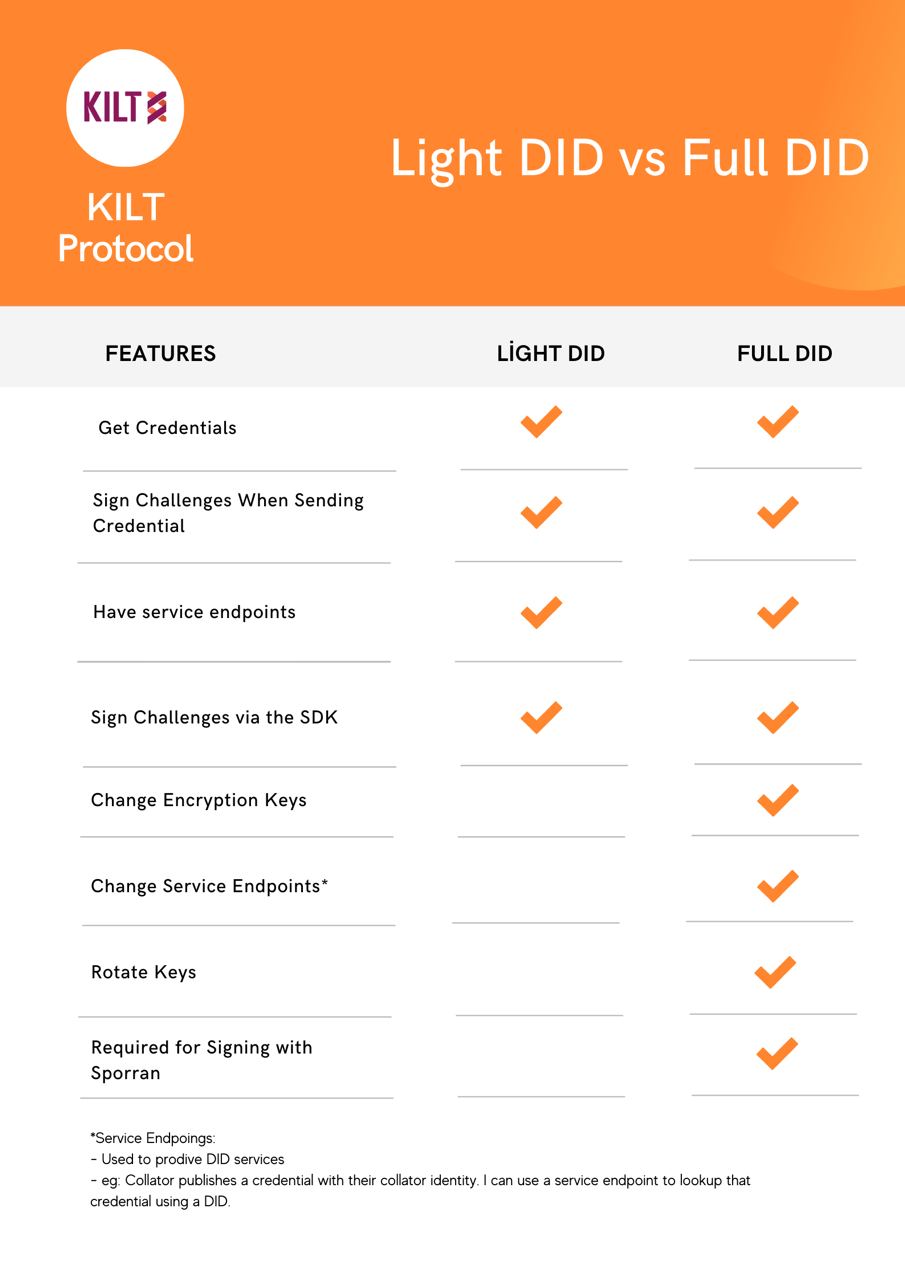 KILT
KILT
Protocol
Light DID vs Full DID
FEATURES LİGHT DID FULL DID
Get Credentials
Sign Challenges When Sending
Credential
Have service endpoints
Sign Challenges via the SDK
Change Encryption Keys
Change Service Endpoints*
Rotate Keys
Required for Signing with
Sporran
*Service Endpoings:
- Used to prodive DID services
- eg: Collator publishes a credential with their collator identity. I can use a service endpoint to lookup that
credential using a DID.